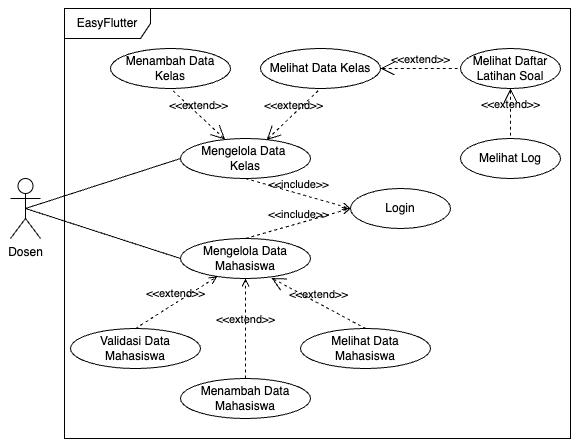 EasyFlutter
Menambah Data
Kelas
Melihat Data Kelas
<<extend>>
Melihat Daftar
Latihan Soal
<<extend>>
<<extend>>
<<extend>>
Mengelola Data
Kelas
Melihat Log
<<include>>
Login
<<include>>
Dosen
Mengelola Data
Mahasiswa
<<extend>>
<<extend>>
<<extend>>
Validasi Data
Mahasiswa
Melihat Data
Mahasiswa
Menambah Data
Mahasiswa